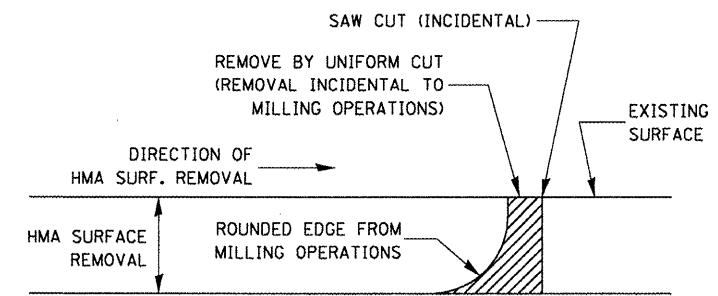 SAW CUT (INCIDENTAL)
REMOVE BY UNIFORM CUT
(REMOVAL INCIDENTAL TO
MILLING OPERATIONS)
EXISTING
SURFACE
DIRECTION OF
HMA SURF. REMOVAL
HMA SURFACE
REMOVAL
ROUNDED EDGE FROM
MILLING OPERATIONS